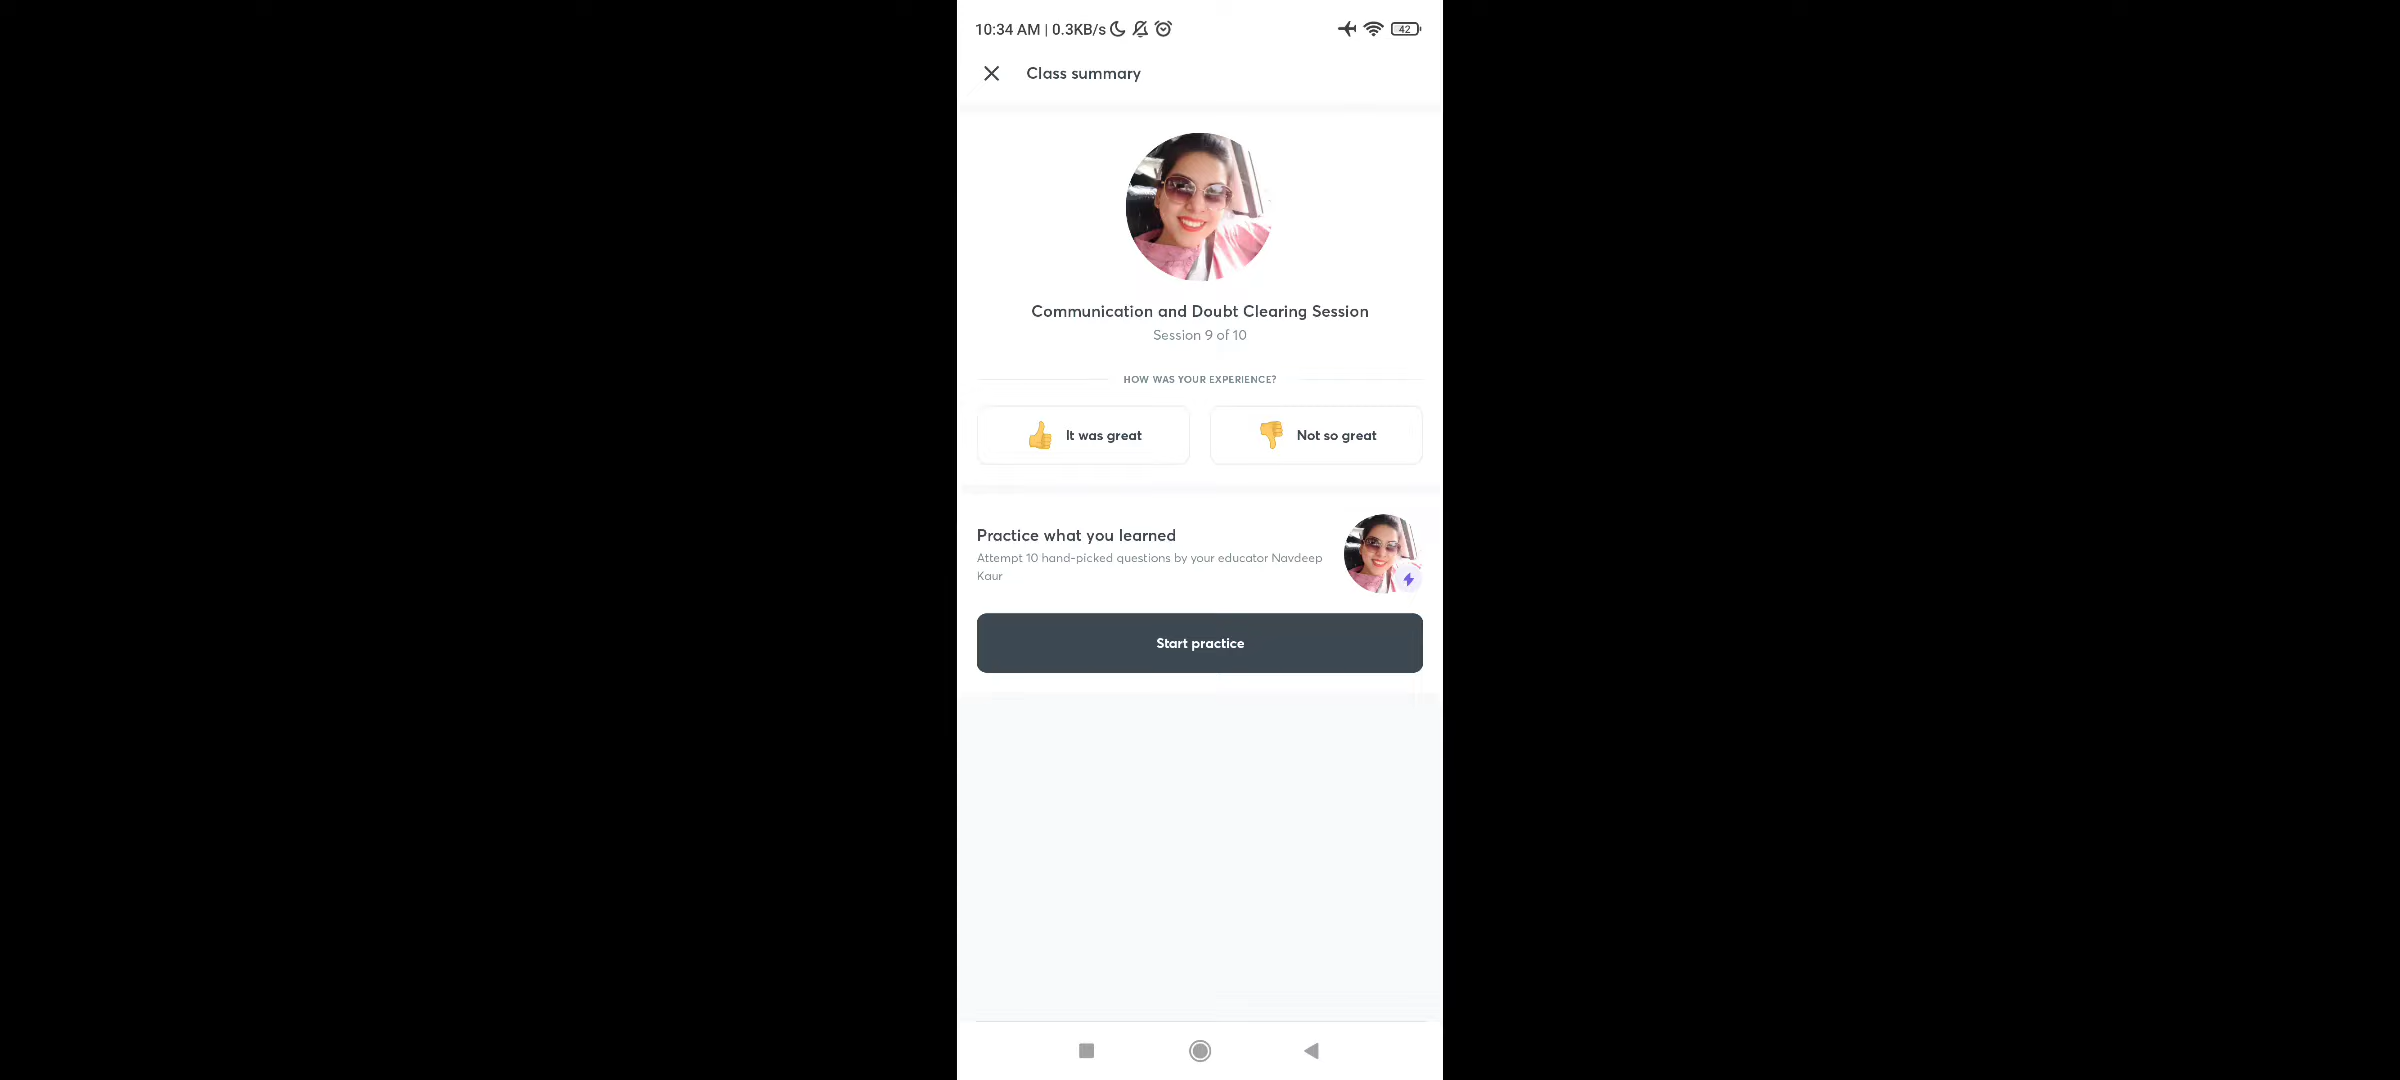 10:34 AM | 0.3KB/s
42
Class summary
Communication and Doubt Clearing Session
Session 9 of 10
HOW WAS YOUR EXPERIENCE?
It was great
Not so great
Practice what you learned
Attempt 10 hand-picked questions by your educator Navdeep
Kaur
Start practice